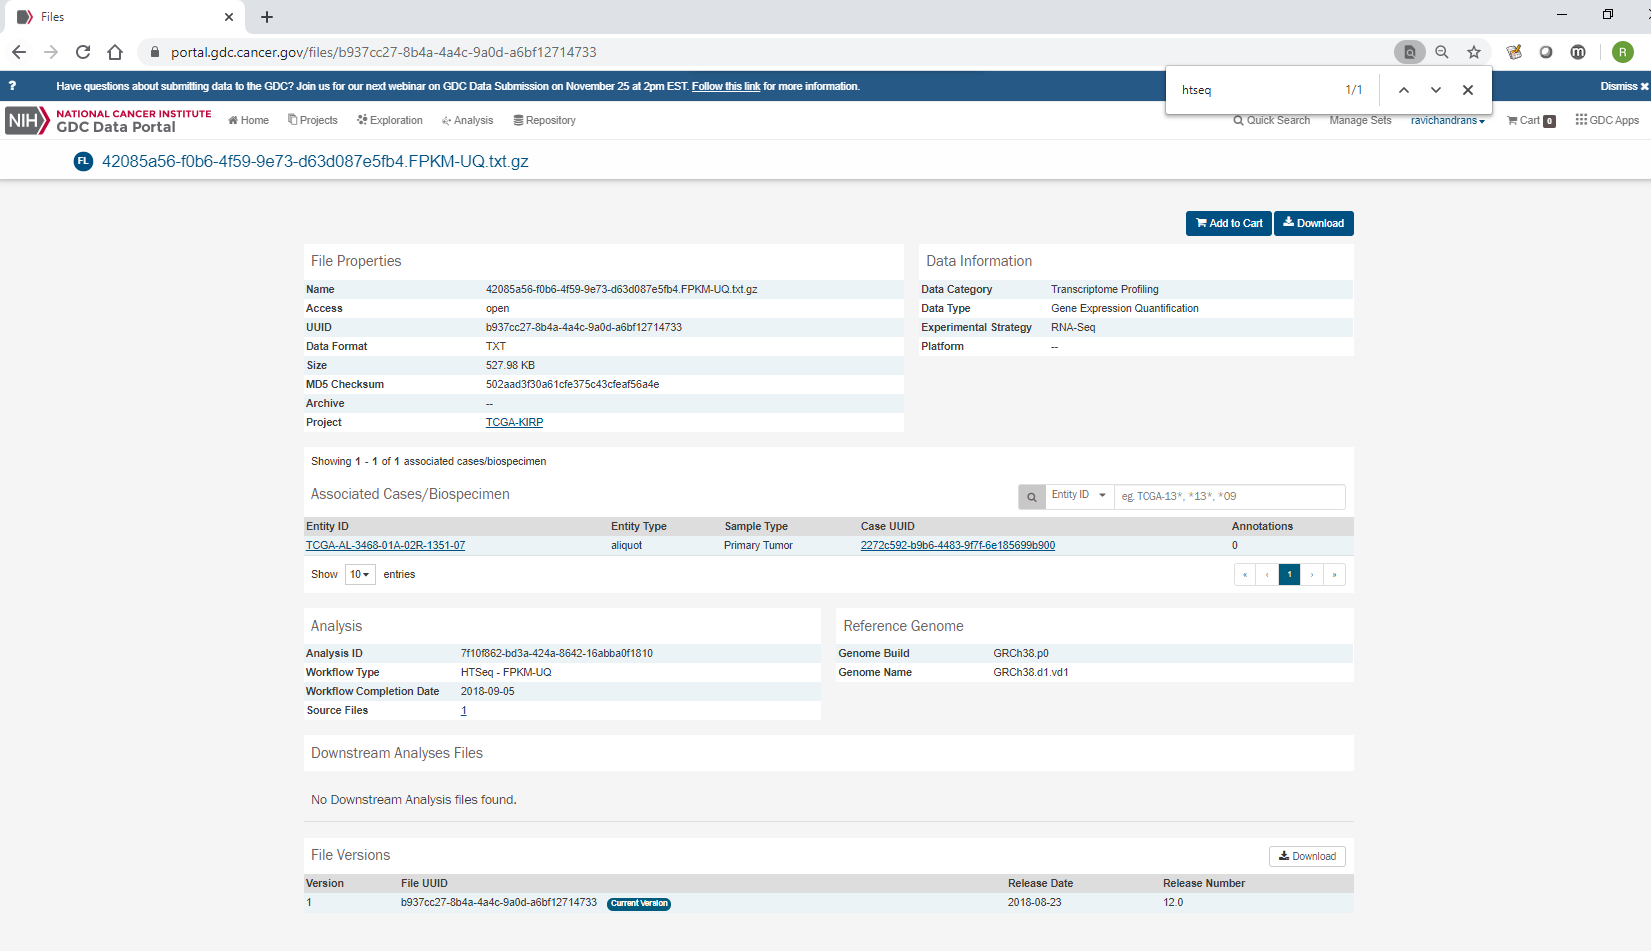 Files
portal.gdc.cancer.gov/files/b937cc27-8b4a-4a4c-9a0d-a6bf12714733
R
? Have questions about submitting data to the GDC? Join us for our next webinar on GDC Data Submission on November 25 at 2pm EST. Follow this link for more information.
Dismiss
htseq 1/1
NIH NATIONAL CANCER INSTITUTE
GDC Data Portal
Home Projects Exploration Analysis Repository
Quick Search Manage Sets ravichandrans Cart 0 GDC Apps
FL 42085a56-f0b6-4f59-9e73-d63d087e5fb4.FPKM-UQ.txt.gz
Add to Cart Download
File Properties
Name 42085a56-f0b6-4f59-9e73-d63d087e5fb4.FPKM-UQ.txt.gz
Access open
UUID b937cc27-8b4a-4a4c-9a0d-a6bf12714733
Data Format TXT
Size 527.98 KB
MD5 Checksum 502aad3f30a61cfe375c43cfeaf56a4e
Archive --
Project TCGA-KIRP
Data Information
Data Category Transcriptome Profiling
Data Type Gene Expression Quantification
Experimental Strategy RNA-Seq
Platform --
Showing 1 - 1 of 1 associated cases/biospecimen
Associated Cases/Biospecimen
Entity ID eg. TCGA-13*, *13*, *09
Entity ID Entity Type Sample Type Case UUID Annotations
TCGA-AL-3468-01A-02R-1351-07 aliquot Primary Tumor 2272c592-b9b6-4483-9f7f-6e185699b900 0
Show 10 entries
« ‹ 1 › »
Analysis
Analysis ID 7f10f862-bd3a-424a-8642-16abba0f1810
Workflow Type HTSeq - FPKM-UQ
Workflow Completion Date 2018-09-05
Source Files 1
Reference Genome
Genome Build GRCh38.p0
Genome Name GRCh38.d1.vd1
Downstream Analyses Files
No Downstream Analysis files found.
File Versions
Download
Version File UUID Release Date Release Number
1 b937cc27-8b4a-4a4c-9a0d-a6bf12714733 Current Version 2018-08-23 12.0